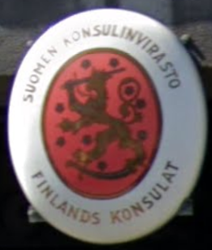 SUOMEN KONSULINVIRASTO
FINLANDS KONSULAT